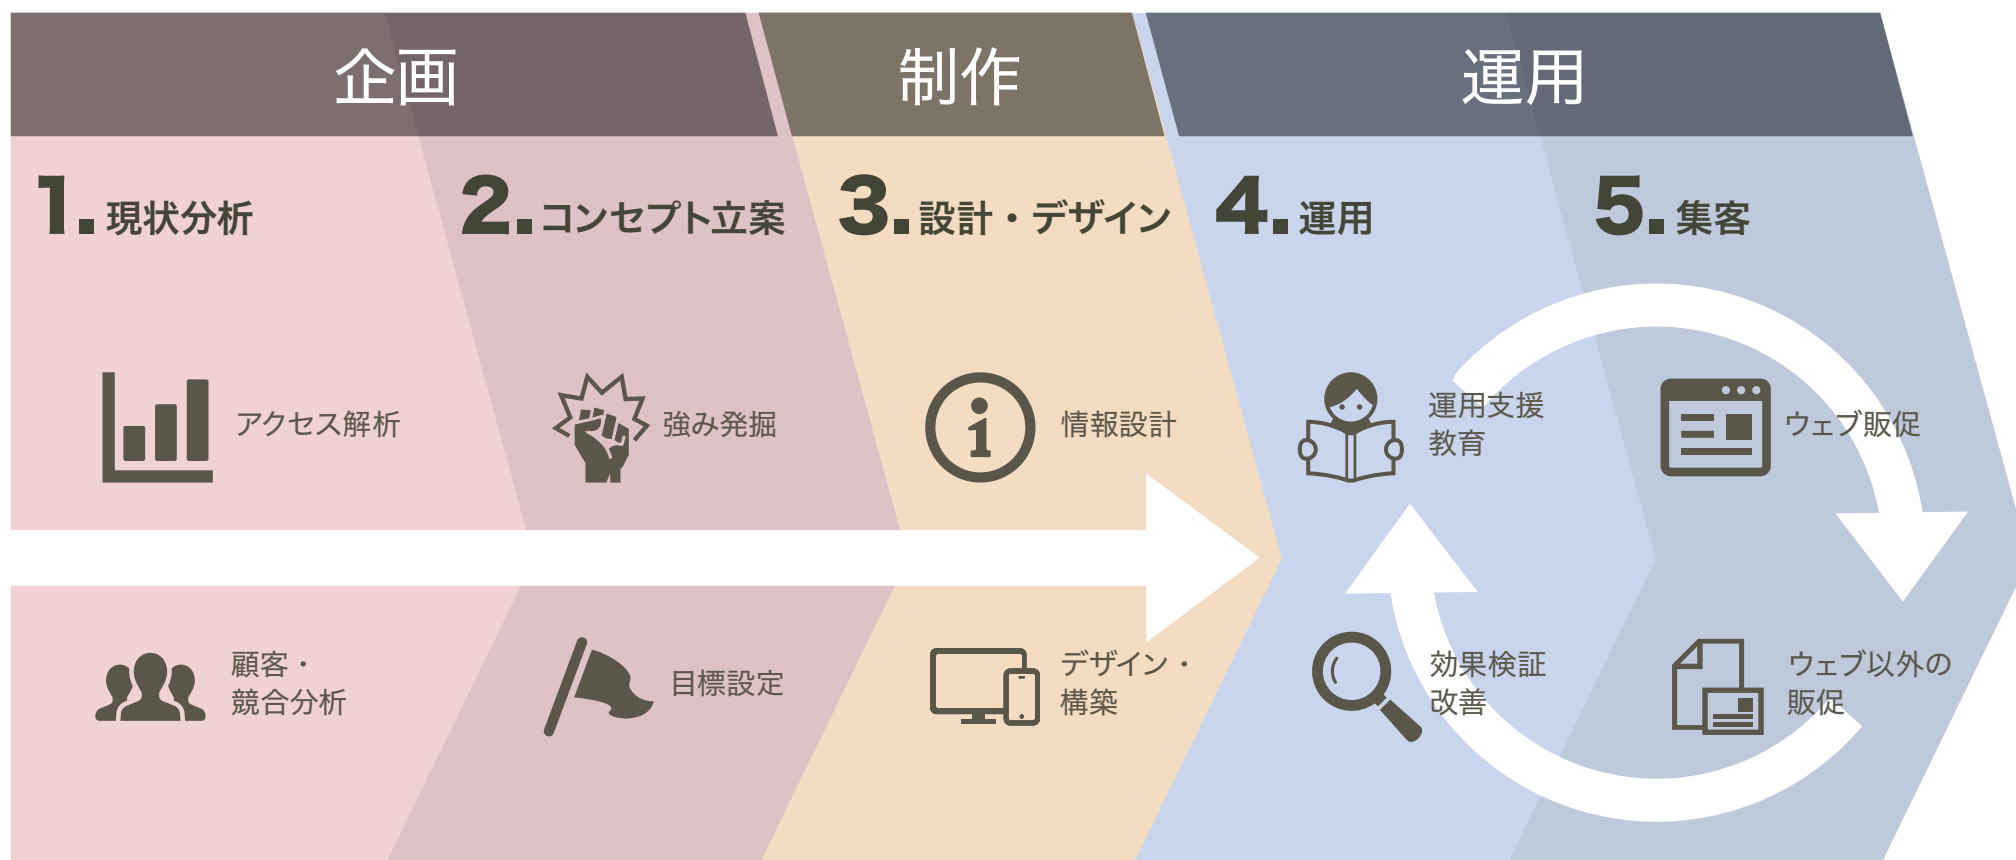 企画
制作
運用
1. 現状分析
2. コンセプト立案
3. 設計・デザイン
4. 運用
5. 集客
アクセス解析
強み発掘
情報設計
運用支援
教育
ウェブ販促
顧客・
競合分析
目標設定
デザイン・
構築
効果検証
改善
ウェブ以外の
販促